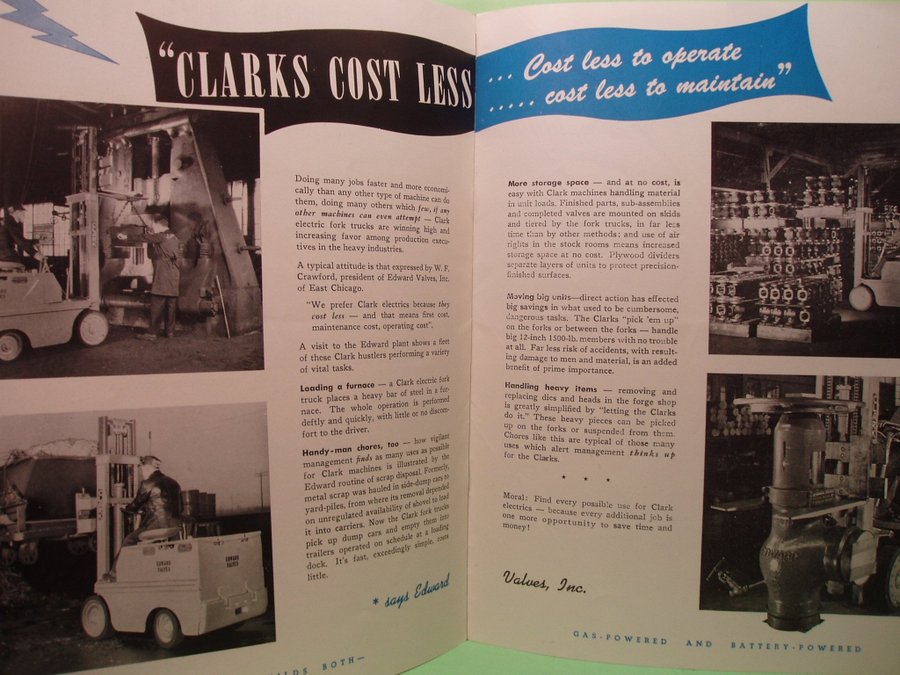 "CLARKS COST LESS
... Cost less to operate
..... cost less to maintain"
Doing many jobs faster and more economi-
cally than any other type of machine can do
them, doing many others which few, if any
other machines can even attempt — Clark
electric fork trucks are winning high and
increasing favor among production execu-
tives in the heavy industries.
A typical attitude is that expressed by W. F.
Crawford, president of Edward Valves, Inc.
of East Chicago.
"We prefer Clark electrics because they
cost less — and that means first cost,
maintenance cost, operating cost".
A visit to the Edward plant shows a fleet
of these Clark hustlers performing a variety
of vital tasks.
Loading a furnace — a Clark electric fork
truck places a heavy bar of steel in a fur-
nace. The whole operation is performed
deftly and quickly, with little or no discom-
fort to the driver.
Handy-man chores, too — how vigilant
management finds as many uses as possible
for Clark machines is illustrated by the
Edward routine of scrap disposal. Formerly,
metal scrap was hauled in side-dump cars to
yard-piles, from where its removal depended
on unregulated availability of shovel to load
it into carriers. Now the Clark fork trucks
pick up dump cars and empty them into
trailers operated on schedule at a loading
dock. It's fast, exceedingly simple, costs
little.
* says Edward
More storage space — and at no cost, is
easy with Clark machines handling material
in unit loads. Finished parts, sub-assemblies
and completed valves are mounted on skids
and tiered by the fork trucks, in far less
time than by other methods; and use of air
rights in the stock rooms means increased
storage space at no cost. Plywood dividers
separate layers of units to protect precision-
finished surfaces.
Moving big units—direct action has effected
big savings in what used to be cumbersome,
dangerous tasks. The Clarks "pick 'em up"
on the forks or between the forks — handle
big 12-inch 1500-lb. members with no trouble
at all. Far less risk of accidents, with result-
ing damage to men and material, is an added
benefit of prime importance.
Handling heavy items — removing and
replacing dies and heads in the forge shop
is greatly simplified by "letting the Clarks
do it." These heavy pieces can be picked
up on the forks or suspended from them.
Chores like this are typical of those many
uses which alert management thinks up
for the Clarks.
* * *
Moral: Find every possible use for Clark
electrics — because every additional job is
one more opportunity to save time and
money!
Valves, Inc.
EDWARD
VALVES
EDWARD
VALVES
EDWARD
ILDS BOTH—
GAS-POWERED AND BATTERY-POWERED